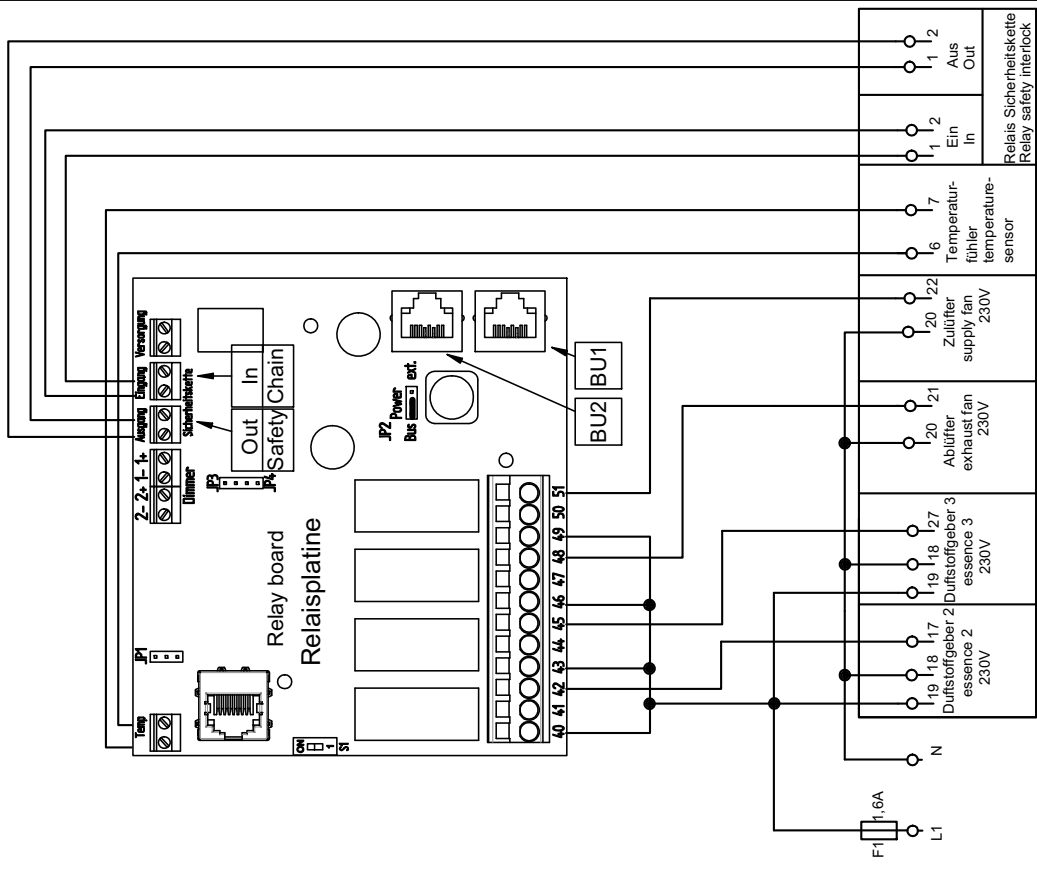 Versorgung
Eingang
Ausgang
Sicherheitskette
In
Out
Safety Chain
2- 2+ 1- 1+
Dimmer
JP3
JP4
JP2
Bus Power ext.
BU1
BU2
Relay board
Relaisplatine
JP1
Temp
ON
1
S1
40 41 42 43 44 45 46 47 48 49 50 51
1 2
Aus
Out
1 2
Ein
In
Relais Sicherheitskette
Relay safety interlock
6 7
Temperatur-
fühler
temperature-
sensor
20 22
Zulüfter
supply fan
230V
20 21
Ablüfter
exhaust fan
230V
19 18 27
Duftstoffgeber 3
essence 3
230V
19 18 17
Duftstoffgeber 2
essence 2
230V
N
F1 1,6A
L1